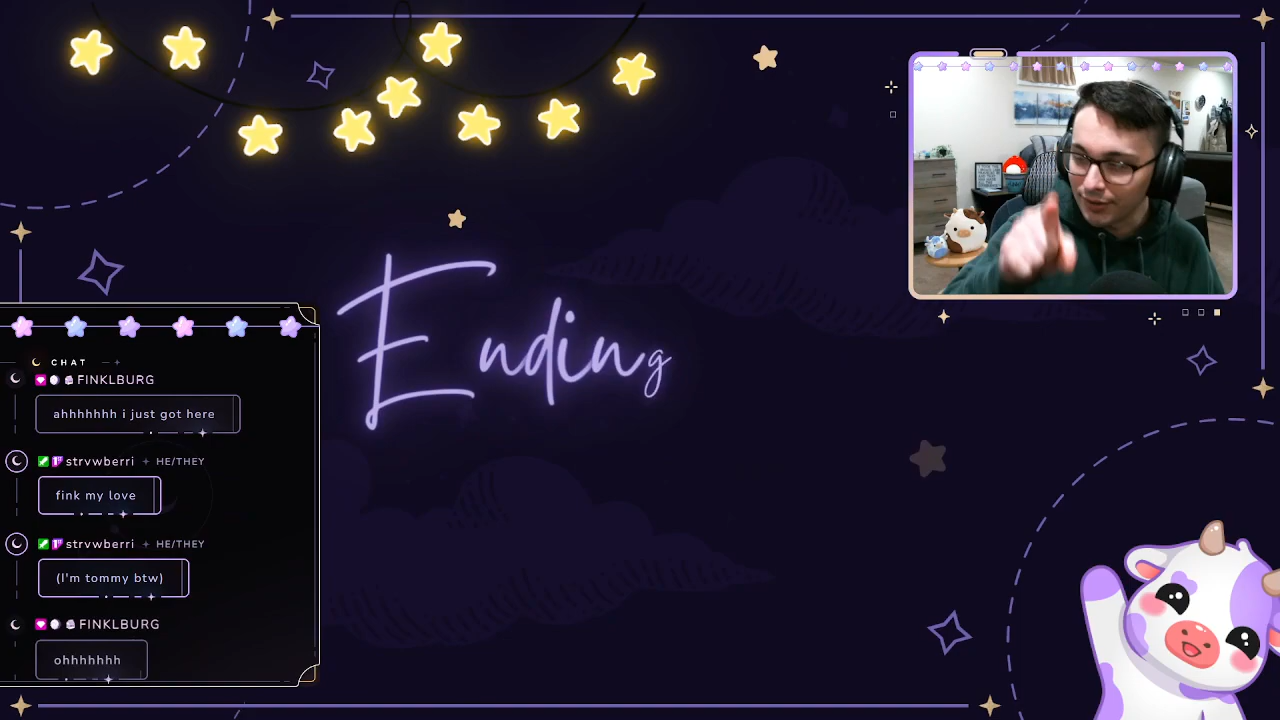 Ending
CHAT
FINKLBURG
ahhhhhhh i just got here
strvwberri HE/THEY
fink my love
strvwberri HE/THEY
(I'm tommy btw)
FINKLBURG
ohhhhhhh